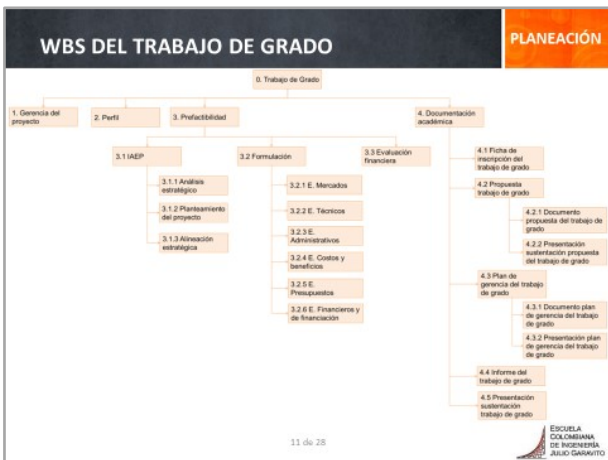 WBS DEL TRABAJO DE GRADO
PLANEACIÓN
0. Trabajo de Grado
1. Gerencia del
proyecto
2. Perfil
3. Prefactibilidad
4. Documentación
académica
3.1 IAEP
3.1.1 Análisis
estratégico
3.1.2 Planteamiento
del proyecto
3.1.3 Alineación
estratégica
3.2 Formulación
3.2.1 E. Mercados
3.2.2 E. Técnicos
3.2.3 E.
Administrativos
3.2.4 E. Costos y
beneficios
3.2.5 E.
Presupuestos
3.2.6 E. Financieros y
de financiación
3.3 Evaluación
financiera
4.1 Ficha de
inscripción del
trabajo de grado
4.2 Propuesta
trabajo de grado
4.2.1 Documento
propuesta del trabajo de
grado
4.2.2 Presentación
sustentación propuesta
del trabajo de grado
4.3 Plan de
gerencia del trabajo
de grado
4.3.1 Documento plan
de gerencia del trabajo
de grado
4.3.2 Presentación plan
de gerencia del trabajo
de grado
4.4 Informe del
trabajo de grado
4.5 Presentación
sustentación
trabajo de grado
11 de 28
ESCUELA
COLOMBIANA
DE INGENIERÍA
JULIO GARAVITO